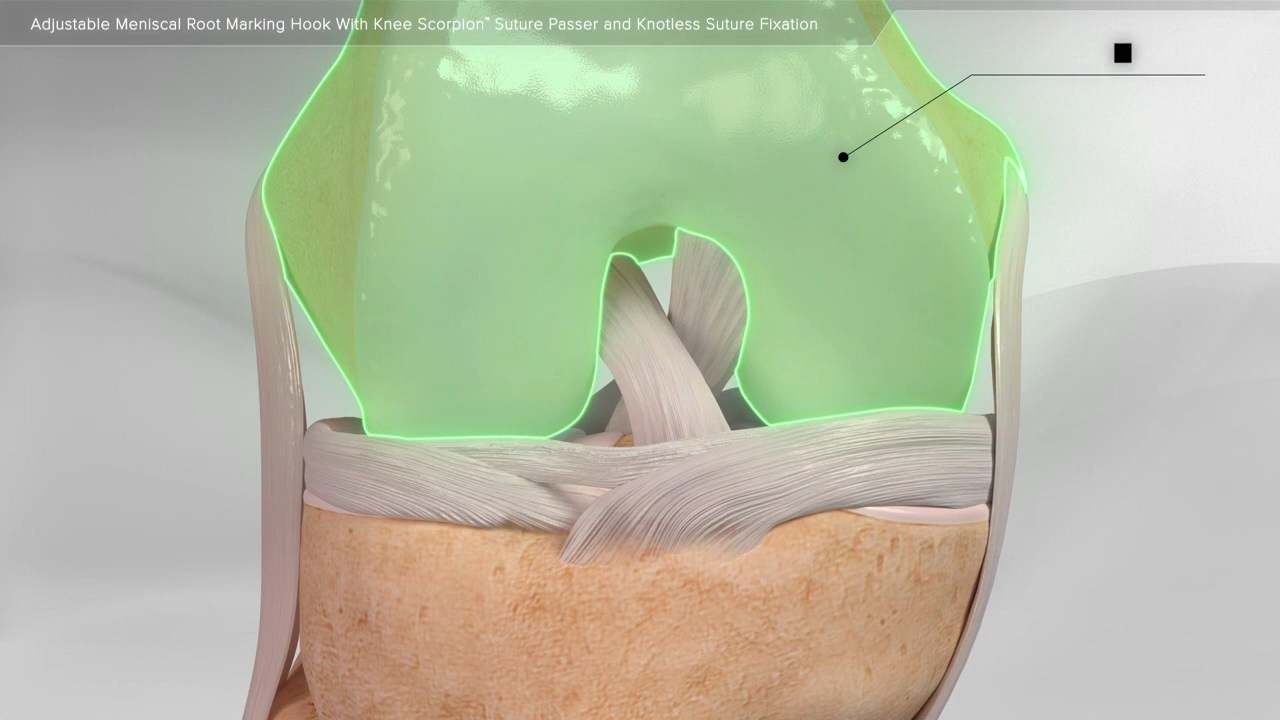 Adjustable Meniscal Root Marking Hook With Knee Scorpion™ Suture Passer and Knotless Suture Fixation